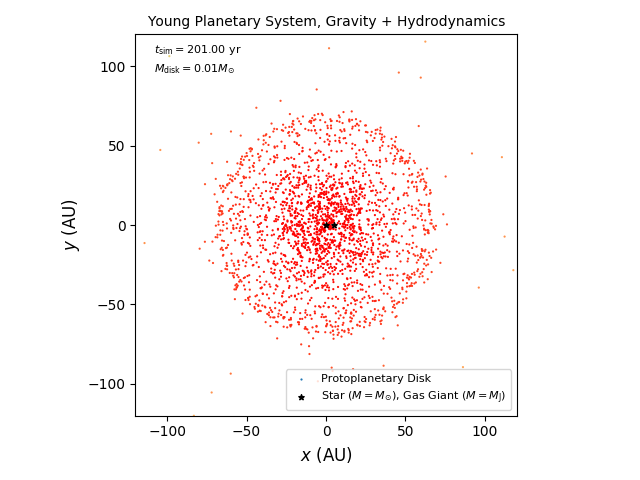 Young Planetary System, Gravity + Hydrodynamics
t_sim = 201.00 yr
M_disk = 0.01M_⊙
y (AU)
100
50
0
−50
−100
Protoplanetary Disk
Star (M = M_⊙), Gas Giant (M = M_J)
−100 −50 0 50 100
x (AU)